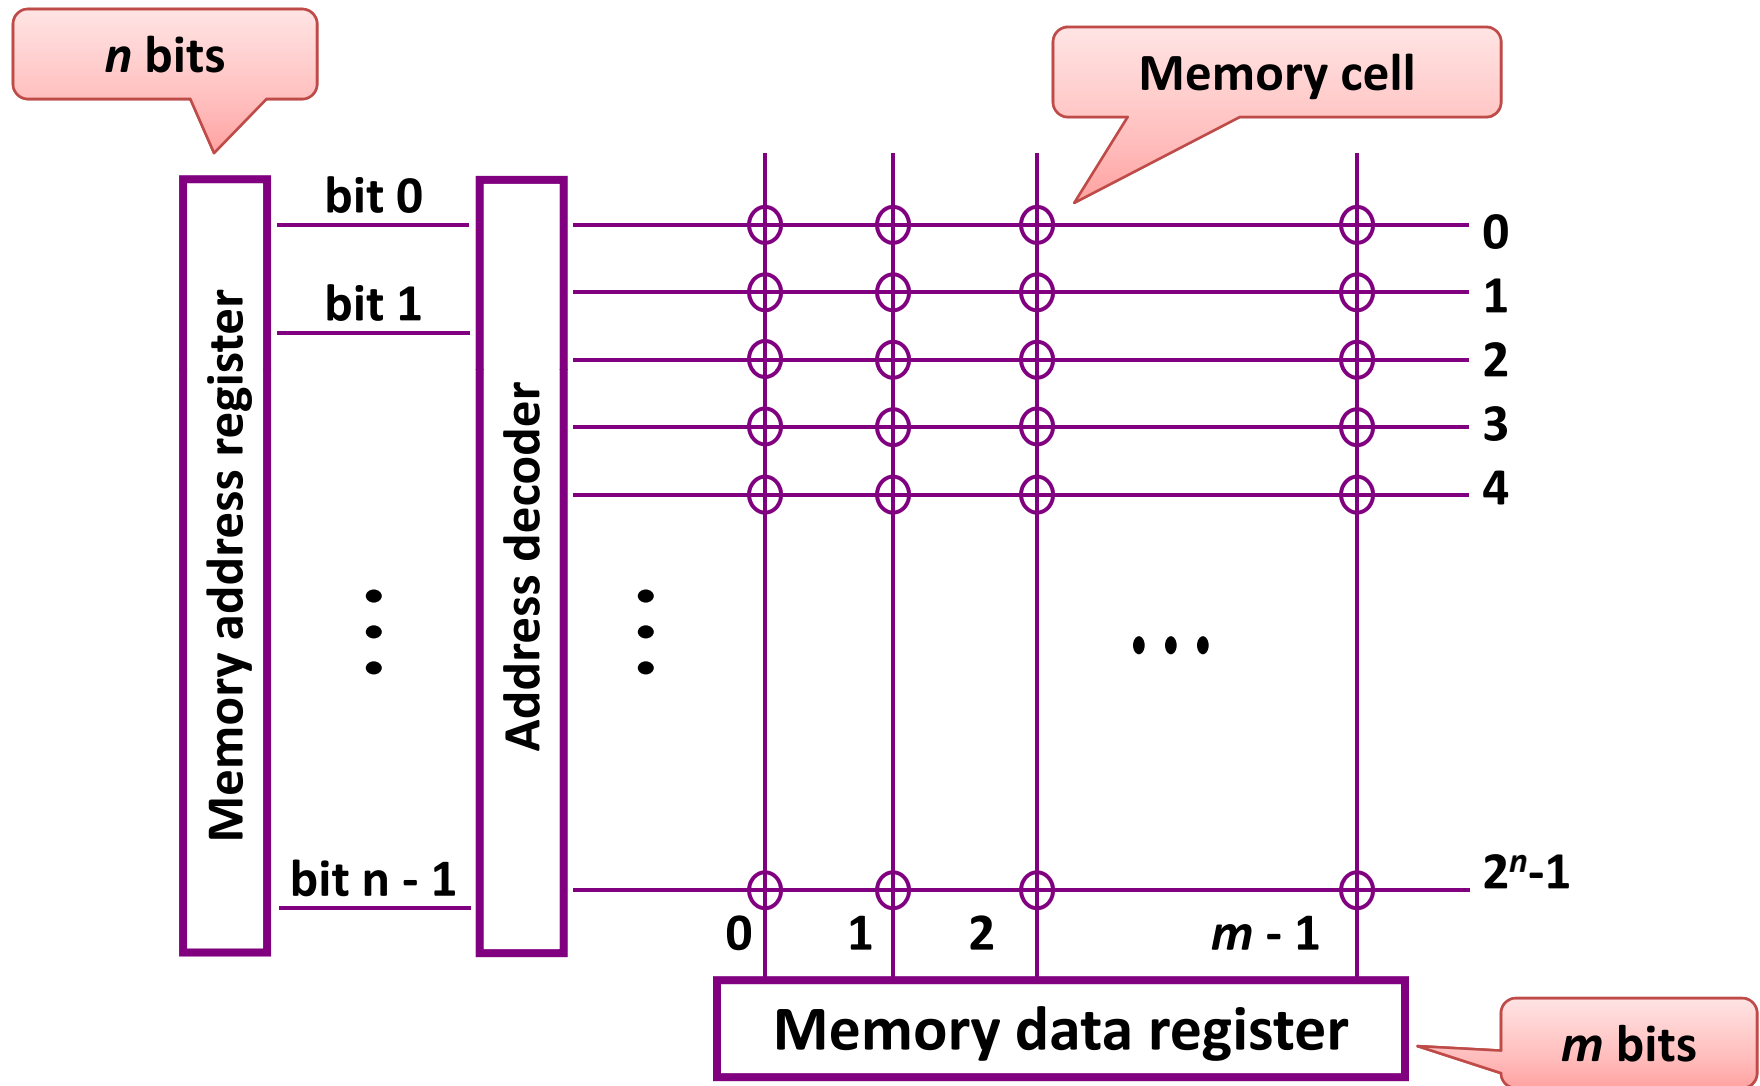 n bits
Memory cell
Memory address register
bit 0
bit 1
bit n - 1
Address decoder
0
1
2
3
4
2ⁿ-1
0 1 2 m - 1
Memory data register
m bits